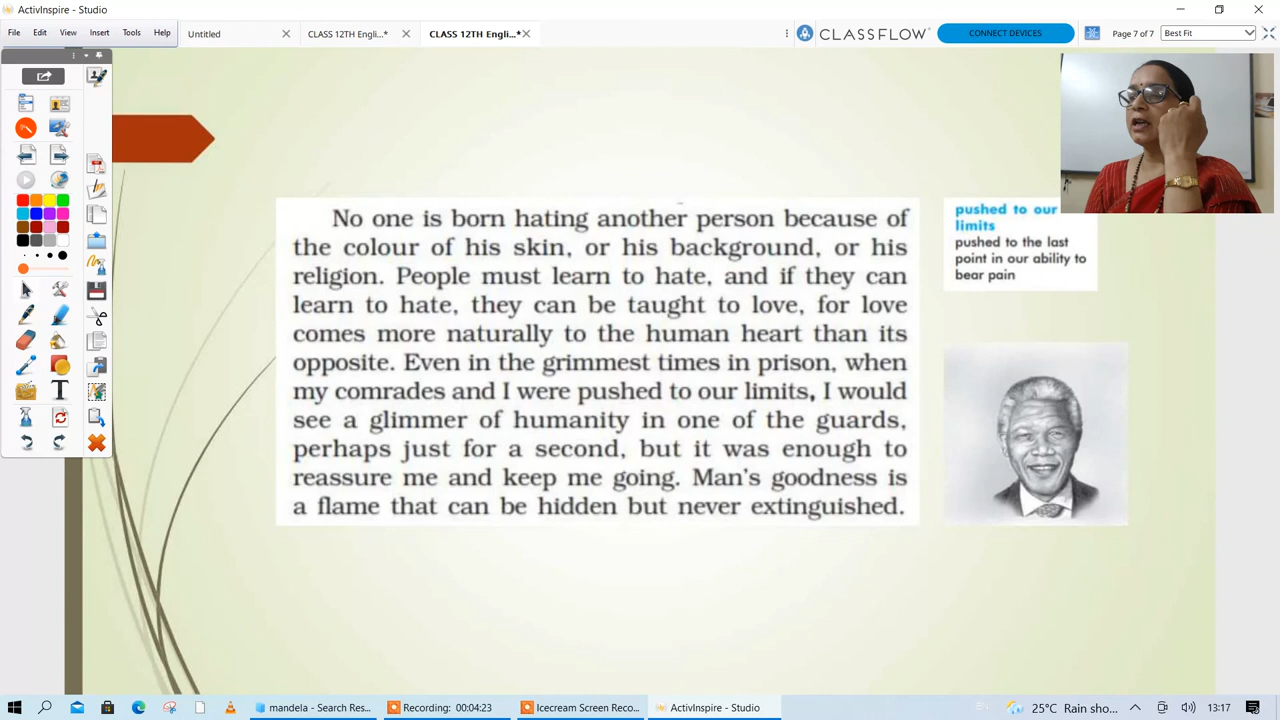 ActivInspire - Studio
File Edit View Insert Tools Help
Untitled
CLASS 12TH Engli...*
CLASS 12TH Engli...*
CLASSFLOW
CONNECT DEVICES
Page 7 of 7
Best Fit
No one is born hating another person because of
the colour of his skin, or his background, or his
religion. People must learn to hate, and if they can
learn to hate, they can be taught to love, for love
comes more naturally to the human heart than its
opposite. Even in the grimmest times in prison, when
my comrades and I were pushed to our limits, I would
see a glimmer of humanity in one of the guards,
perhaps just for a second, but it was enough to
reassure me and keep me going. Man's goodness is
a flame that can be hidden but never extinguished.
pushed to our
limits
pushed to the last
point in our ability to
bear pain
mandela - Search Res...
Recording: 00:04:23
Icecream Screen Reco...
ActivInspire - Studio
25°C Rain sho...
13:17